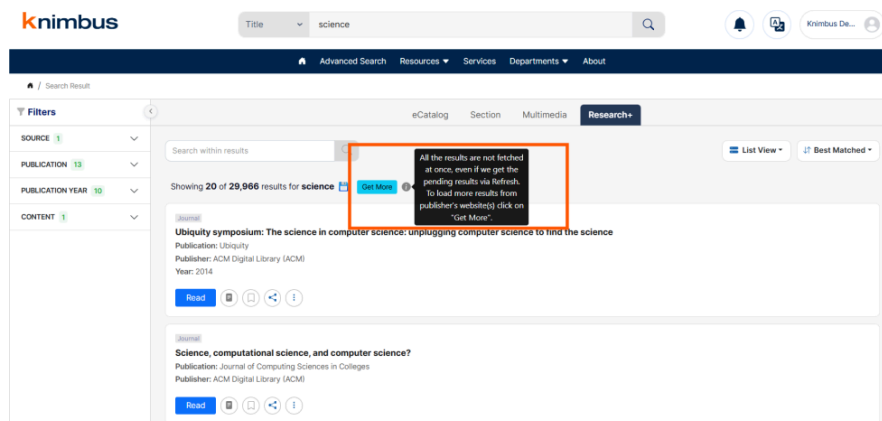 knimbus
Title science
Knimbus De...
Advanced Search Resources Services Departments About
/ Search Result
Filters
eCatalog Section Multimedia Research+
SOURCE 1
PUBLICATION 13
PUBLICATION YEAR 10
CONTENT 1
Search within results
List View Best Matched
Showing 20 of 29,966 results for science Get More
All the results are not fetched
at once, even if we get the
pending results via Refresh.
To load more results from
publisher's website(s) click on
"Get More".
Journal
Ubiquity symposium: The science in computer science: unplugging computer science to find the science
Publication: Ubiquity
Publisher: ACM Digital Library (ACM)
Year: 2014
Read
Journal
Science, computational science, and computer science?
Publication: Journal of Computing Sciences in Colleges
Publisher: ACM Digital Library (ACM)
Read